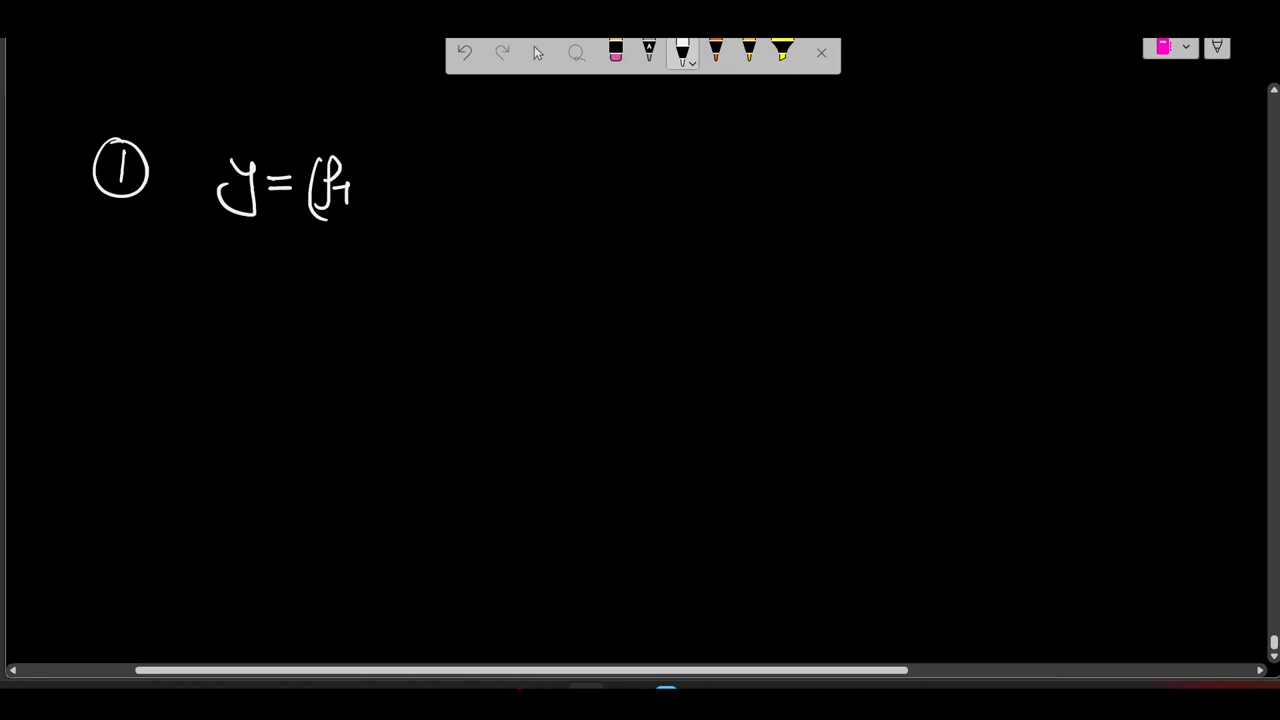 ① y = (